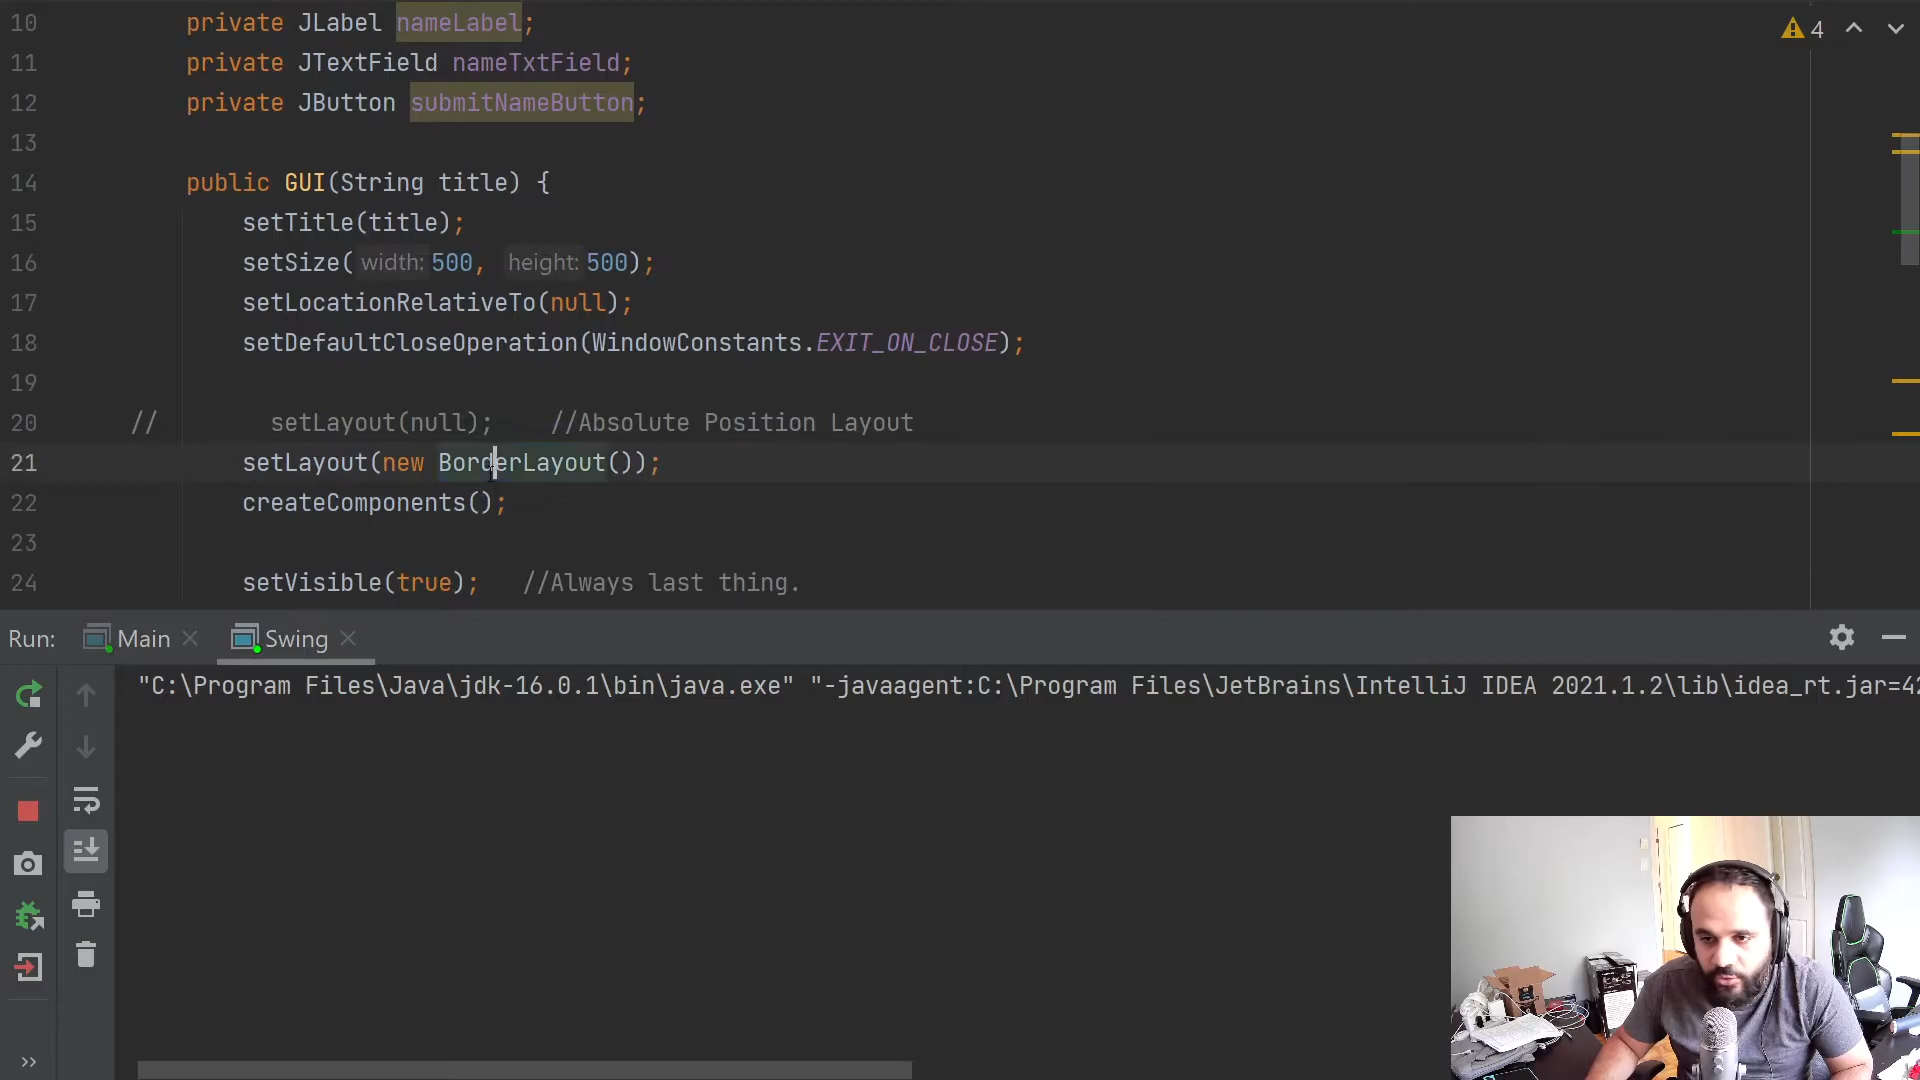 10 private JLabel nameLabel;
11 private JTextField nameTxtField;
12 private JButton submitNameButton;
13
14 public GUI(String title) {
15 setTitle(title);
16 setSize( width: 500, height: 500);
17 setLocationRelativeTo(null);
18 setDefaultCloseOperation(WindowConstants.EXIT_ON_CLOSE);
19
20 // setLayout(null); //Absolute Position Layout
21 setLayout(new BorderLayout());
22 createComponents();
23
24 setVisible(true); //Always last thing.
4
Run: Main Swing
"C:\Program Files\Java\jdk-16.0.1\bin\java.exe" "-javaagent:C:\Program Files\JetBrains\IntelliJ IDEA 2021.1.2\lib\idea_rt.jar=42